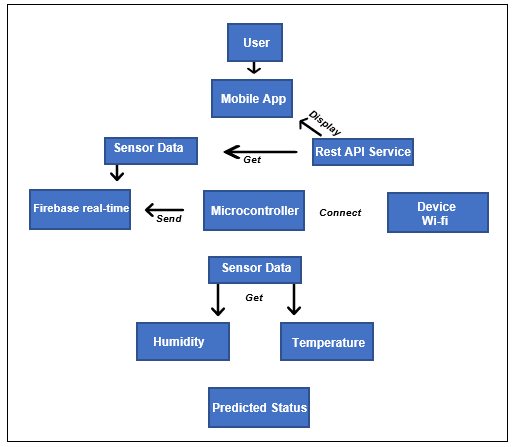 User
Mobile App
Display
Sensor Data
Get
Rest API Service
Firebase real-time
Send
Microcontroller
Connect
Device
Wi-fi
Sensor Data
Get
Humidity
Temperature
Predicted Status